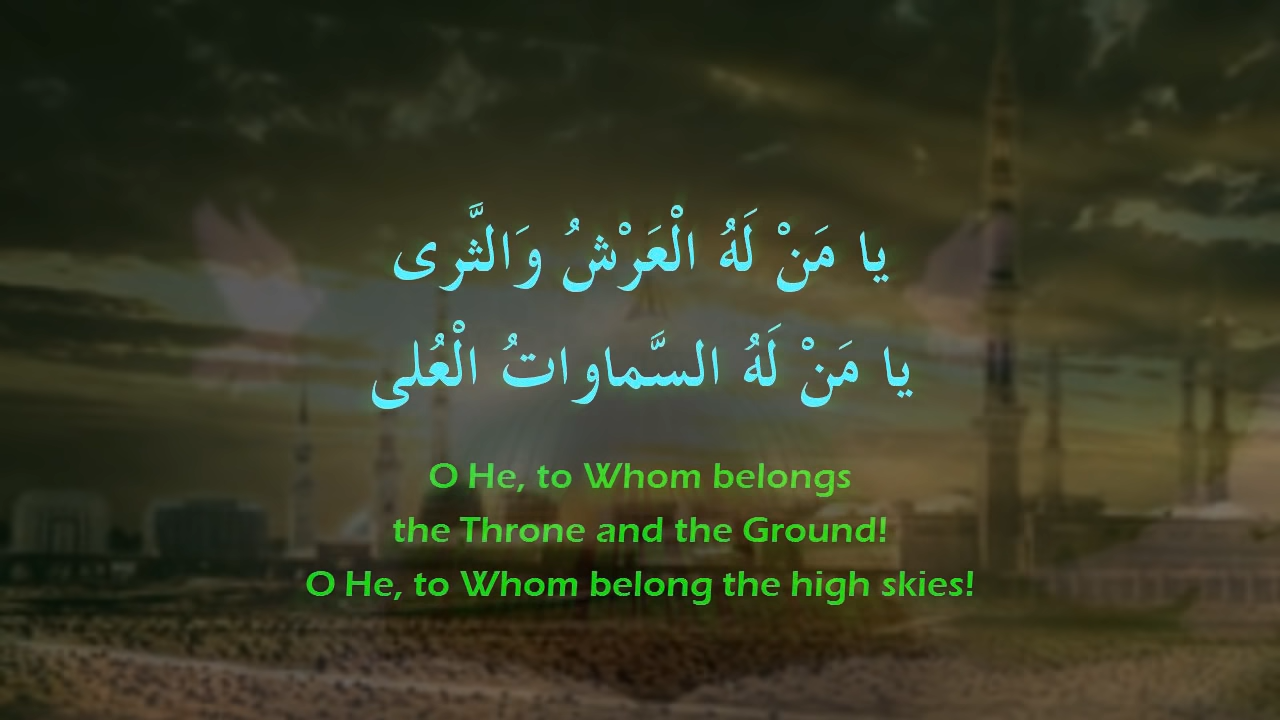 يا مَنْ لَهُ الْعَرْشُ وَالثَّرى
يا مَنْ لَهُ السَّماواتُ الْعُلى
O He, to Whom belongs
the Throne and the Ground!
O He, to Whom belong the high skies!